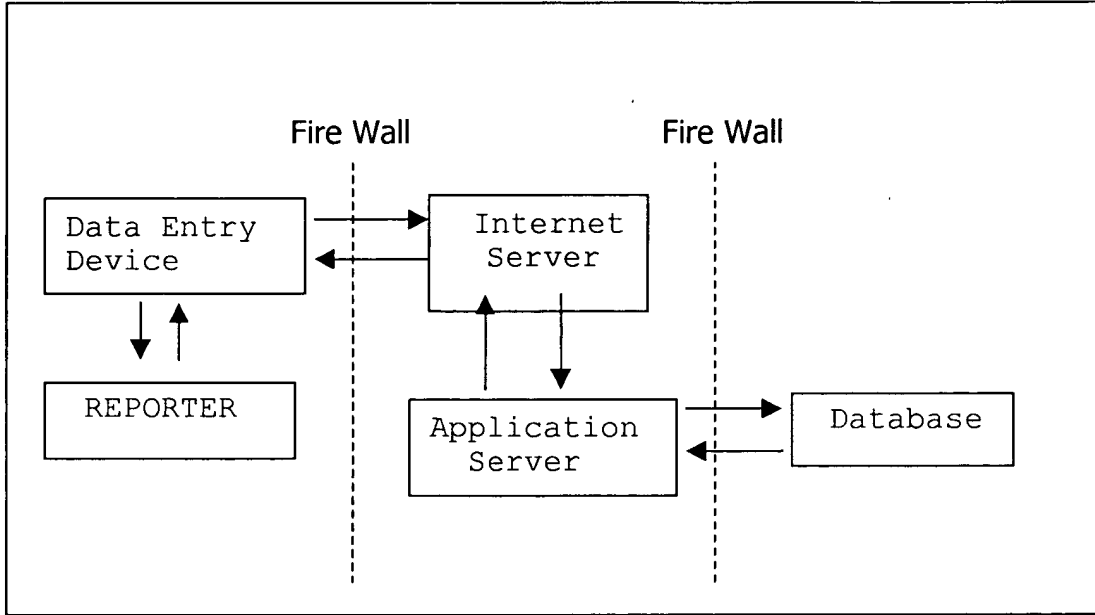 Fire Wall
Fire Wall
Data Entry
Device
Internet
Server
REPORTER
Application
Server
Database